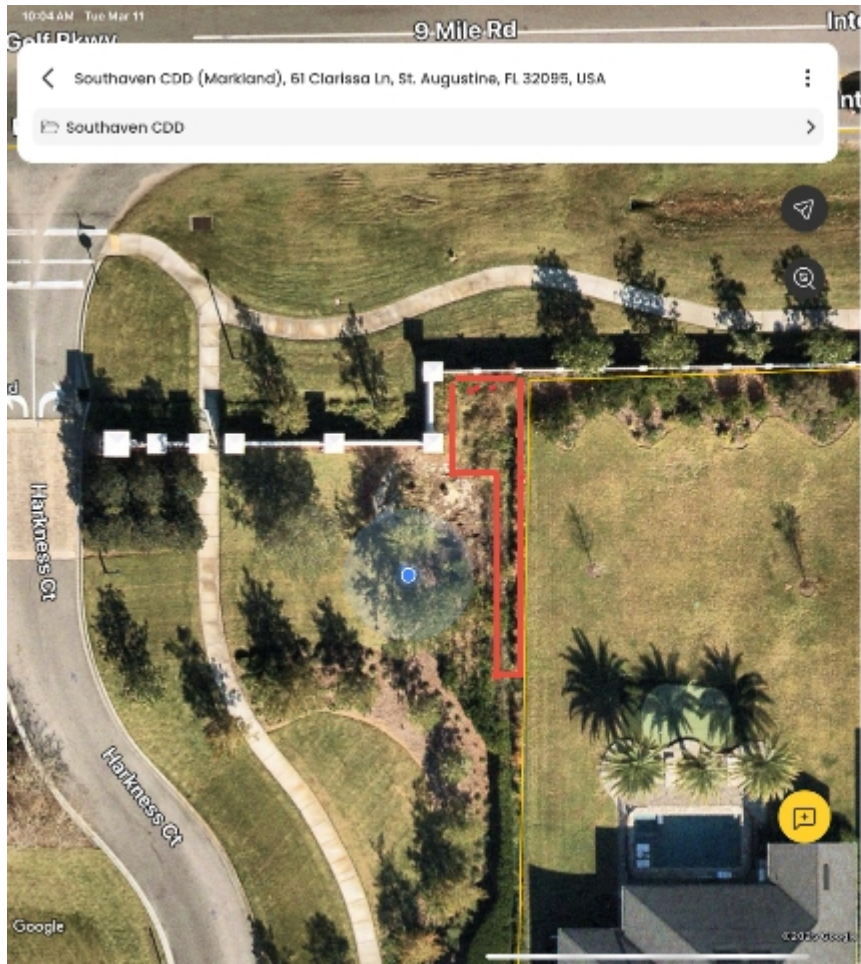 10:04 AM Tue Mar 11
9 Mile Rd
Golf Pkwy
Southaven CDD (Markland), 61 Clarissa Ln, St. Augustine, FL 32095, USA
Southaven CDD
Harkness Ct
Harkness Ct
Google
©2025 Google